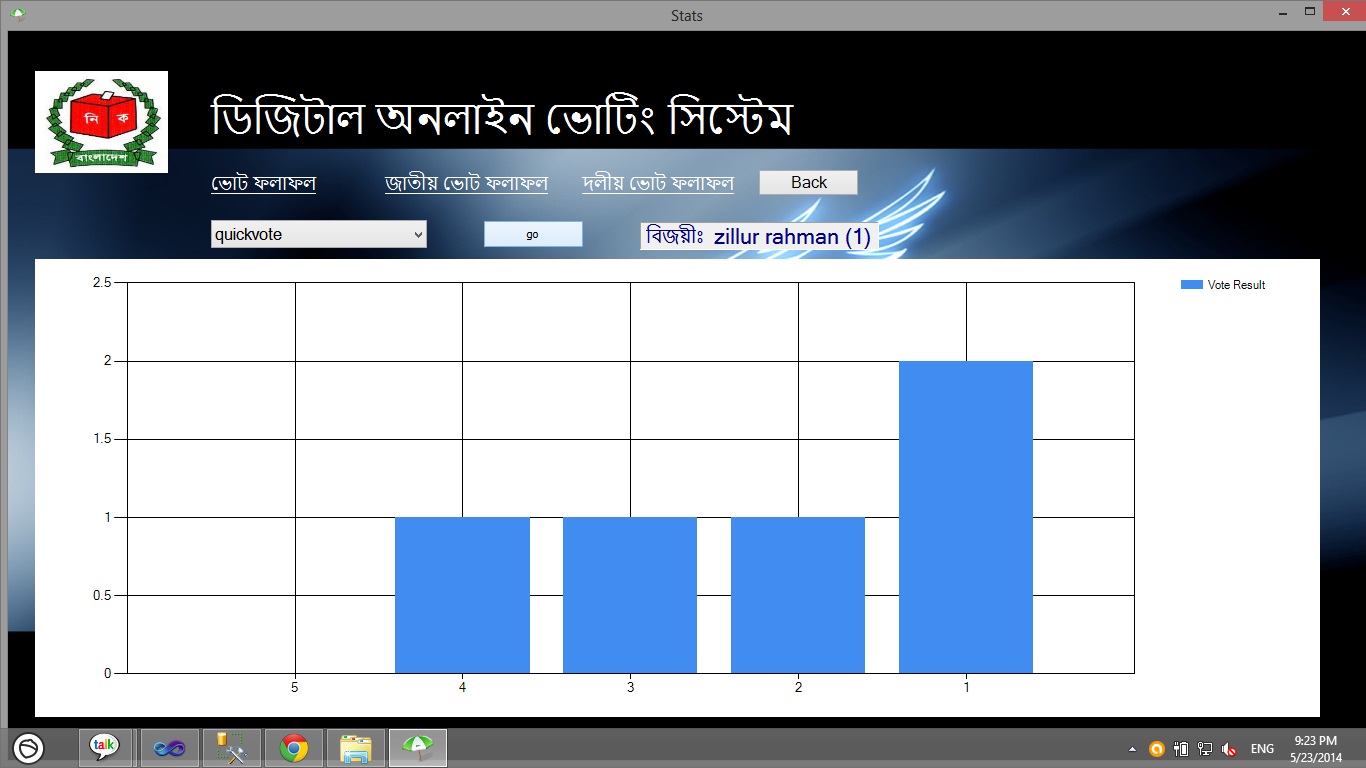 Stats
নি ক
বাংলাদেশ
ডিজিটাল অনলাইন ভোটিং সিস্টেম
ভোট ফলাফল জাতীয় ভোট ফলাফল দলীয় ভোট ফলাফল Back
quickvote go বিজয়ীঃ zillur rahman (1)
Vote Result
2.5
2
1.5
1
0.5
0
5 4 3 2 1
talk
ENG
9:23 PM
5/23/2014